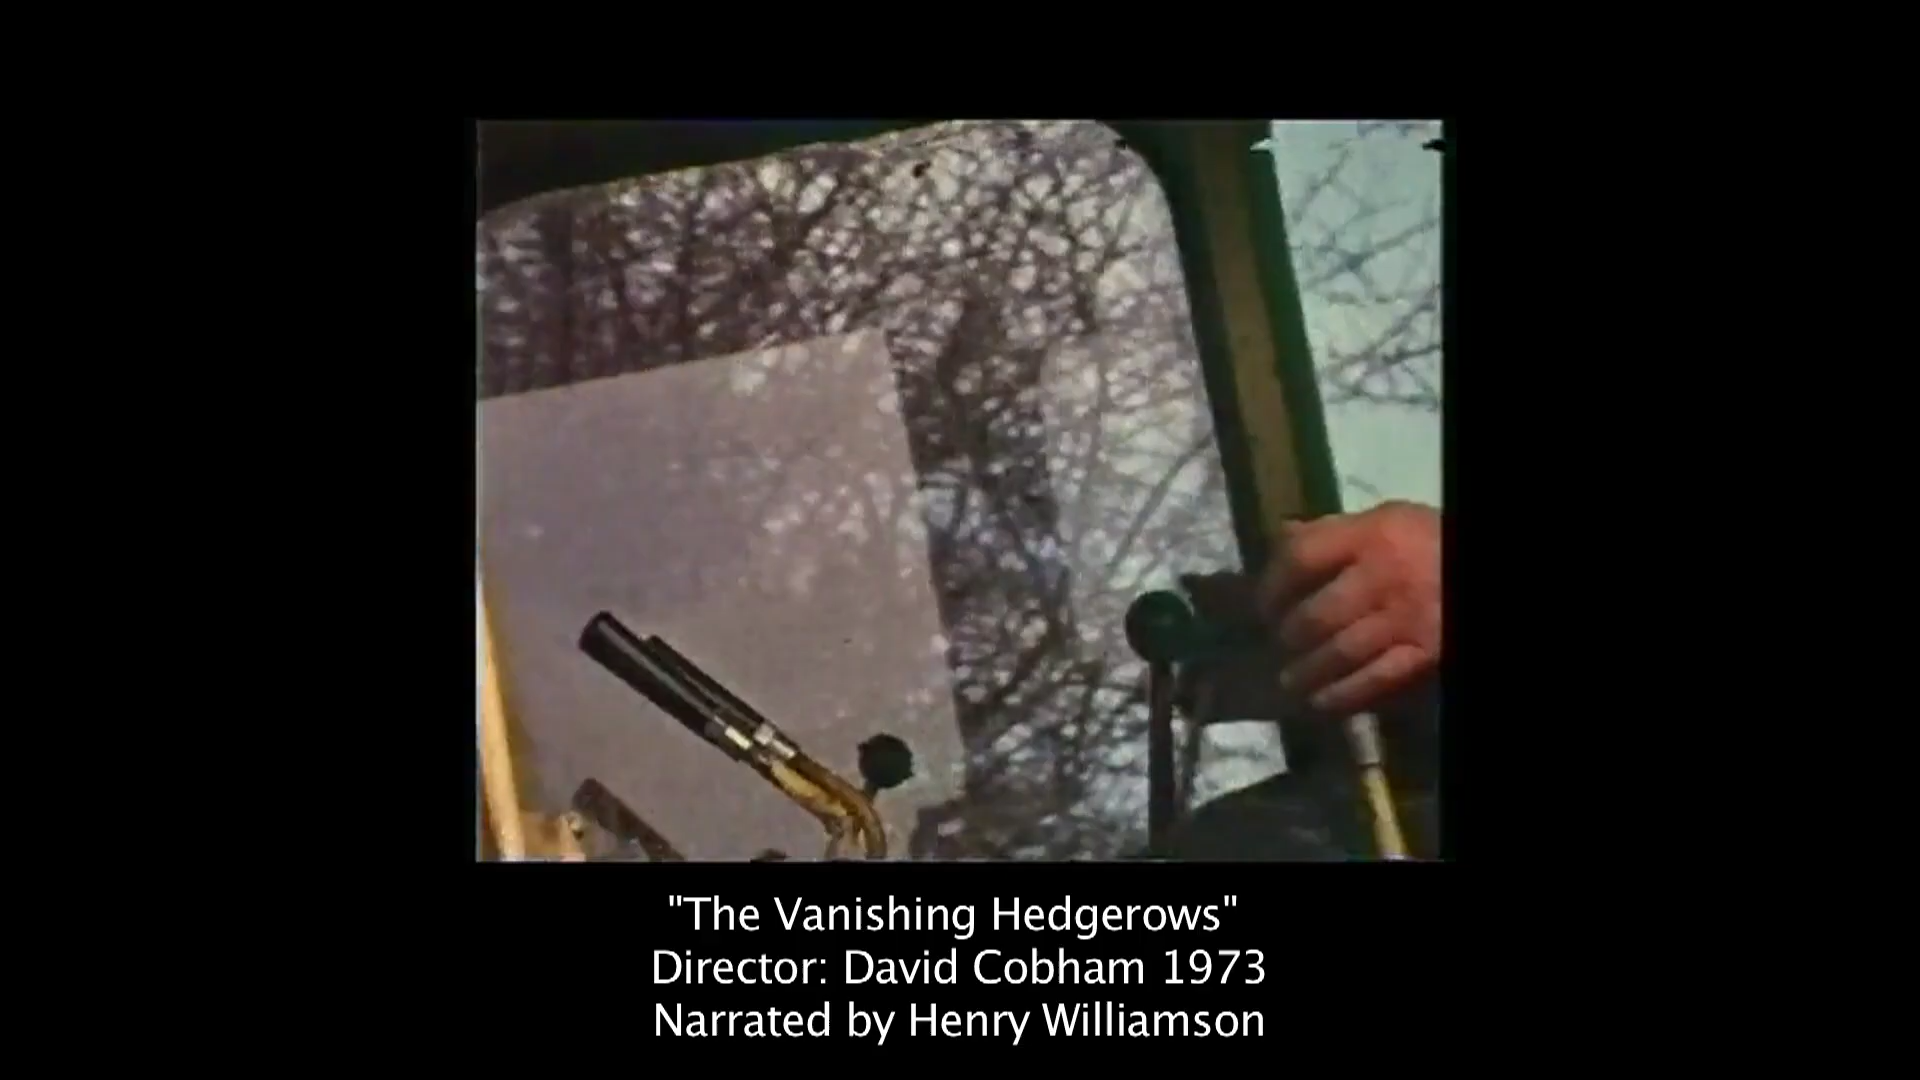 "The Vanishing Hedgerows"
Director: David Cobham 1973
Narrated by Henry Williamson